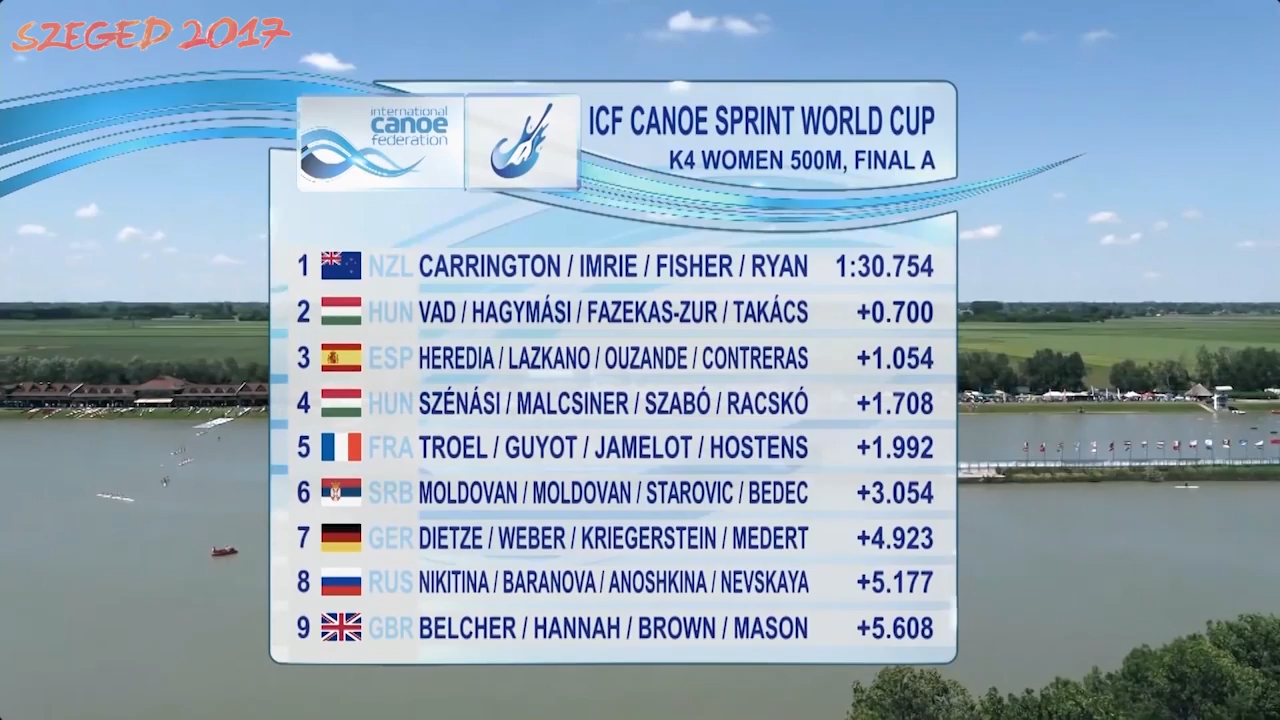 SZEGED 2017
international
canoe
federation
ICF CANOE SPRINT WORLD CUP
K4 WOMEN 500M, FINAL A
1 NZL CARRINGTON / IMRIE / FISHER / RYAN 1:30.754
2 HUN VAD / HAGYMÁSI / FAZEKAS-ZUR / TAKÁCS +0.700
3 ESP HEREDIA / LAZKANO / OUZANDE / CONTRERAS +1.054
4 HUN SZÉNÁSI / MALCSINER / SZABÓ / RACSKÓ +1.708
5 FRA TROEL / GUYOT / JAMELOT / HOSTENS +1.992
6 SRB MOLDOVAN / MOLDOVAN / STAROVIC / BEDEC +3.054
7 GER DIETZE / WEBER / KRIEGERSTEIN / MEDERT +4.923
8 RUS NIKITINA / BARANOVA / ANOSHKINA / NEVSKAYA +5.177
9 GBR BELCHER / HANNAH / BROWN / MASON +5.608